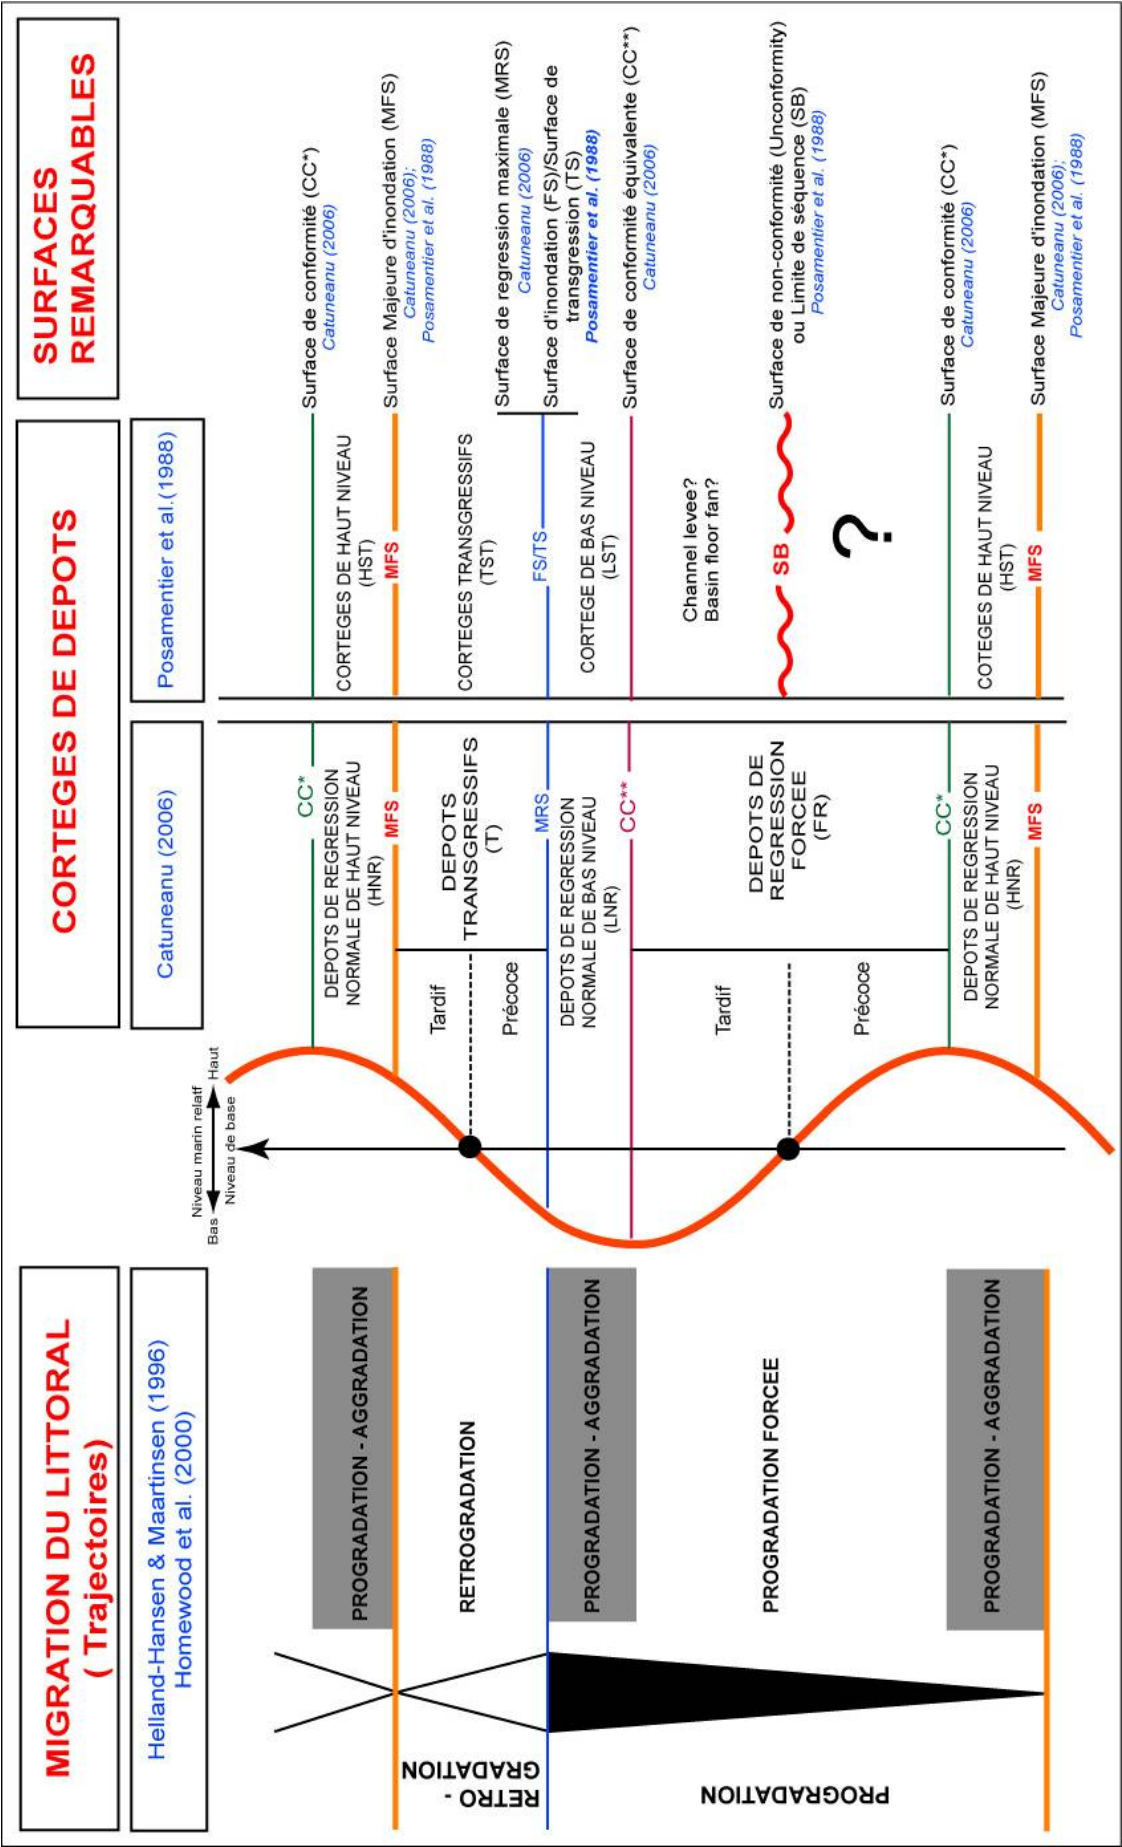 MIGRATION DU LITTORAL
( Trajectoires)
Helland-Hansen & Maartinsen (1996)
Homewood et al. (2000)
CORTEGES DE DEPOTS
Catuneanu (2006)
Posamentier et al.(1988)
SURFACES
REMARQUABLES
RETRO -
GRADATION
PROGRADATION
PROGRADATION - AGGRADATION
RETROGRADATION
PROGRADATION - AGGRADATION
PROGRADATION FORCEE
PROGRADATION - AGGRADATION
Niveau marin relatf
Bas
Haut
Niveau de base
CC*
DEPOTS DE REGRESSION
NORMALE DE HAUT NIVEAU
(HNR)
MFS
Tardif
DEPOTS
TRANSGRESSIFS
(T)
Précoce
MRS
DEPOTS DE REGRESSION
NORMALE DE BAS NIVEAU
(LNR)
CC**
Tardif
DEPOTS DE
REGRESSION
FORCEE
(FR)
Précoce
CC*
DEPOTS DE REGRESSION
NORMALE DE HAUT NIVEAU
(HNR)
MFS
CORTEGES DE HAUT NIVEAU
(HST)
MFS
CORTEGES TRANSGRESSIFS
(TST)
FS/TS
CORTEGE DE BAS NIVEAU
(LST)
Channel levee?
Basin floor fan?
SB
?
COTEGES DE HAUT NIVEAU
(HST)
MFS
Surface de conformité (CC*)
Catuneanu (2006)
Surface Majeure d'inondation (MFS)
Catuneanu (2006);
Posamentier et al. (1988)
Surface de regression maximale (MRS)
Catuneanu (2006)
Surface d'inondation (FS)/Surface de
transgression (TS)
Posamentier et al. (1988)
Surface de conformité équivalente (CC**)
Catuneanu (2006)
Surface de non-conformité (Unconformity)
ou Limite de séquence (SB)
Posamentier et al. (1988)
Surface de conformité (CC*)
Catuneanu (2006)
Surface Majeure d'inondation (MFS)
Catuneanu (2006);
Posamentier et al. (1988)